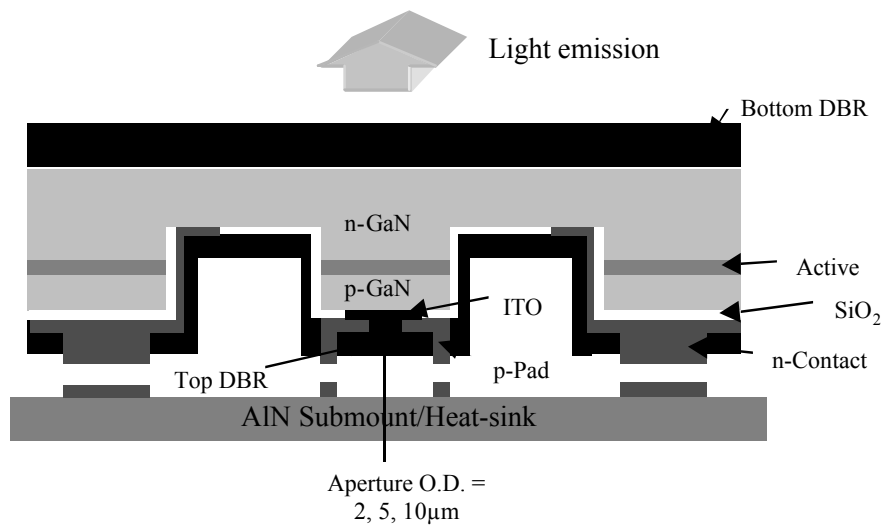 Light emission
Bottom DBR
n-GaN
Active
p-GaN
ITO
SiO₂
n-Contact
Top DBR
p-Pad
AlN Submount/Heat-sink
Aperture O.D. =
2, 5, 10µm